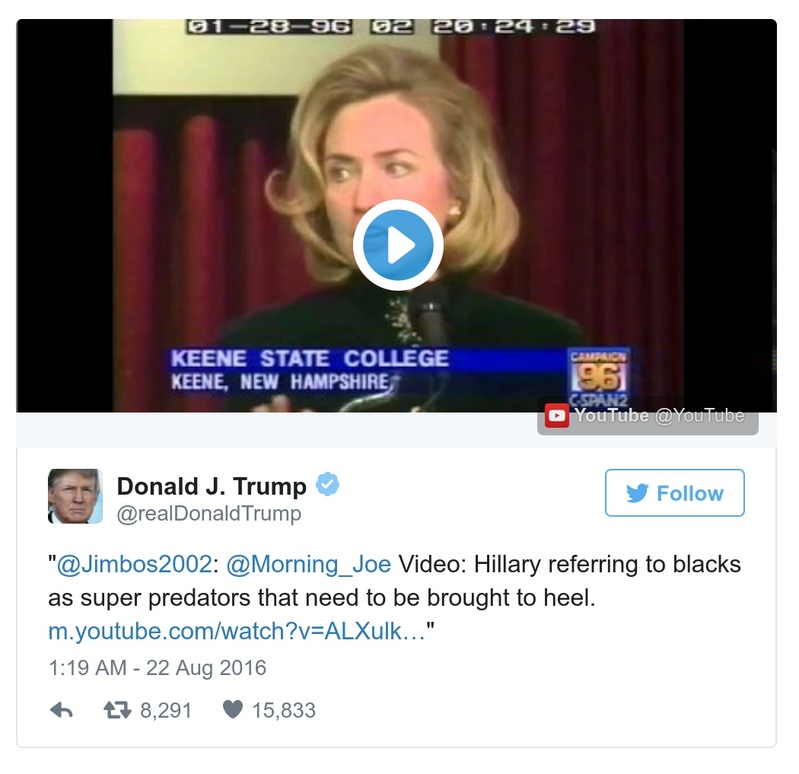 01-28-96 02 20:24:29
KEENE STATE COLLEGE
KEENE, NEW HAMPSHIRE
CAMPAIGN
96
C-SPAN2
YouTube @YouTube
Donald J. Trump
@realDonaldTrump
Follow
"@Jimbos2002: @Morning_Joe Video: Hillary referring to blacks
as super predators that need to be brought to heel.
m.youtube.com/watch?v=ALXulk…"
1:19 AM - 22 Aug 2016
8,291 15,833